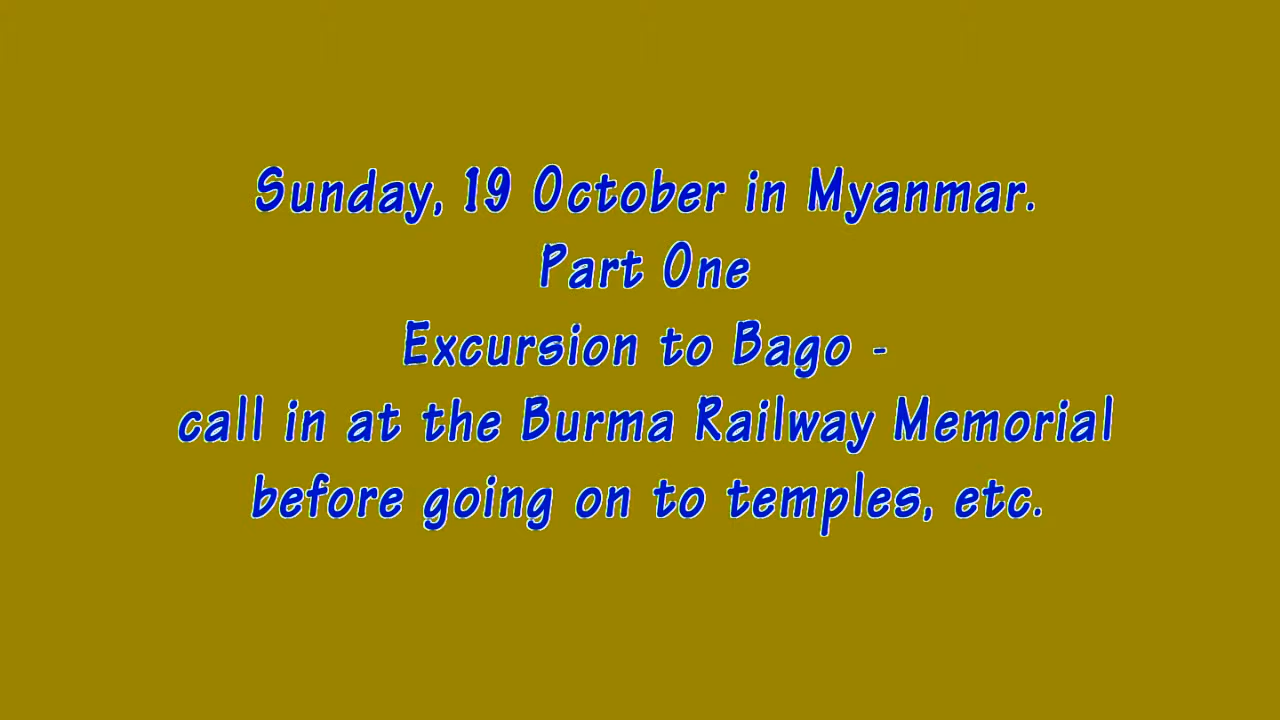 Sunday, 19 October in Myanmar.
Part One
Excursion to Bago -
call in at the Burma Railway Memorial
before going on to temples, etc.